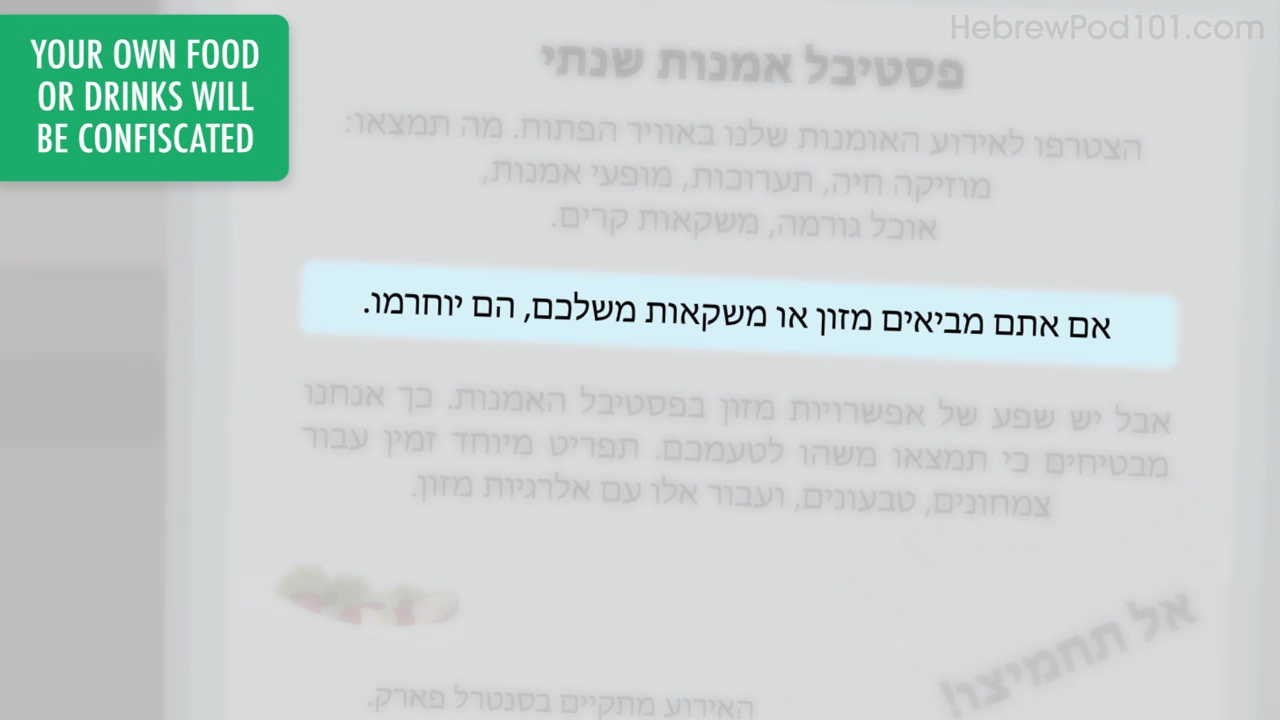 YOUR OWN FOOD
OR DRINKS WILL
BE CONFISCATED
HebrewPod101.com
פסטיבל אמנות שנתי
הצטרפו לאירוע האומנות שלנו באוויר הפתוח. מה תמצאו:
מוזיקה חיה, תערוכות, מופעי אמנות,
אוכל גורמה, משקאות קרים.
אם אתם מביאים מזון או משקאות משלכם, הם יוחרמו.
אבל יש שפע של אפשרויות מזון בפסטיבל האמנות. כך אנחנו
מבטיחים כי תמצאו משהו לטעמכם. תפריט מיוחד זמין עבור
צמחונים, טבעונים, ועבור אלו עם אלרגיות מזון.
אל תחמיצו!
האירוע מתקיים בסנטרל פארק.